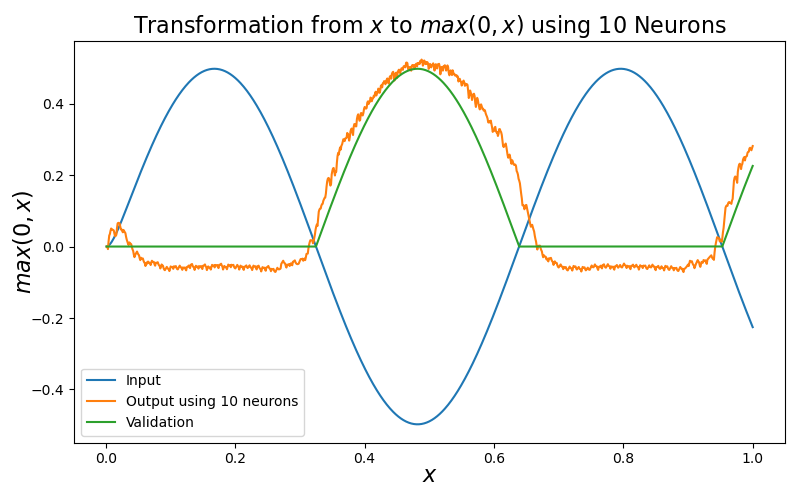 Transformation from x to max(0, x) using 10 Neurons
max(0, x)
0.4
0.2
0.0
−0.2
−0.4
Input
Output using 10 neurons
Validation
0.0 0.2 0.4 0.6 0.8 1.0
x